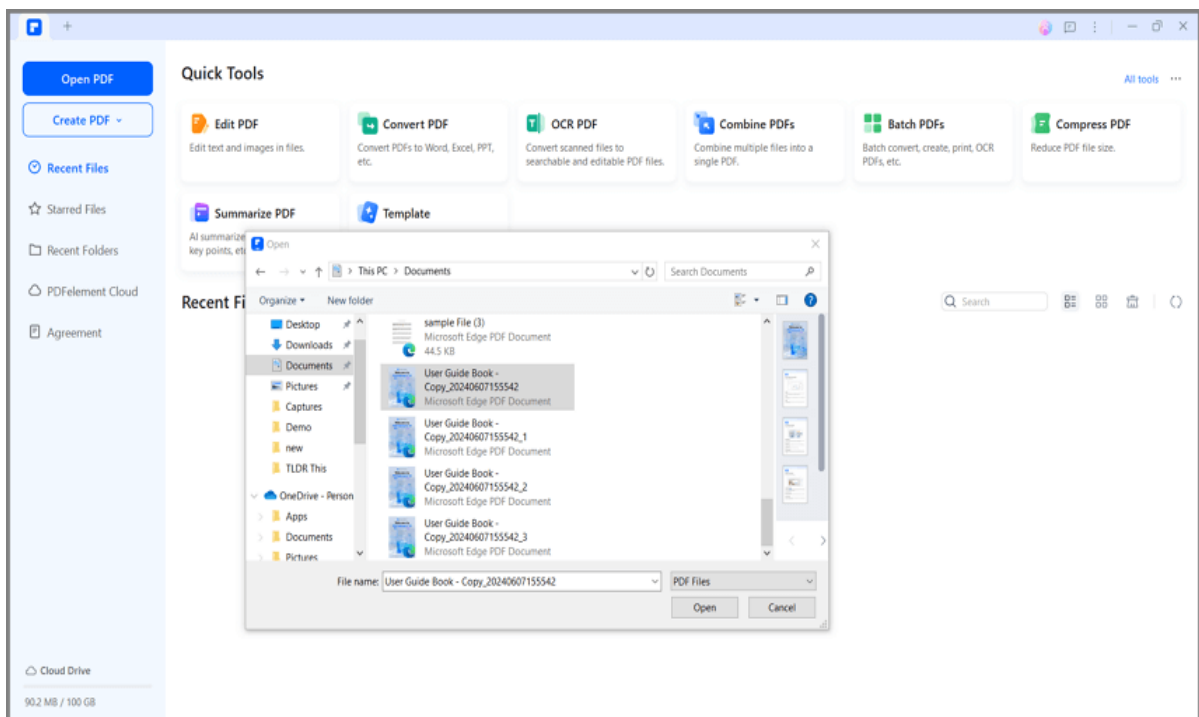 Open PDF
Create PDF
Recent Files
Starred Files
Recent Folders
PDFelement Cloud
Agreement
Cloud Drive
90.2 MB / 100 GB
Quick Tools
All tools
Edit PDF
Edit text and images in files.
Convert PDF
Convert PDFs to Word, Excel, PPT,
etc.
OCR PDF
Convert scanned files to
searchable and editable PDF files.
Combine PDFs
Combine multiple files into a
single PDF.
Batch PDFs
Batch convert, create, print, OCR
PDFs, etc.
Compress PDF
Reduce PDF file size.
Summarize PDF
AI summarize
key points, et
Template
Recent Fi
Search
Open
This PC > Documents
Search Documents
Organize
New folder
Desktop
Downloads
Documents
Pictures
Captures
Demo
new
TLDR This
OneDrive - Person
Apps
Documents
Pictures
sample File (3)
Microsoft Edge PDF Document
44.5 KB
User Guide Book -
Copy_20240607155542
Microsoft Edge PDF Document
User Guide Book -
Copy_20240607155542_1
Microsoft Edge PDF Document
User Guide Book -
Copy_20240607155542_2
Microsoft Edge PDF Document
User Guide Book -
Copy_20240607155542_3
Microsoft Edge PDF Document
File name: User Guide Book - Copy_20240607155542
PDF Files
Open
Cancel